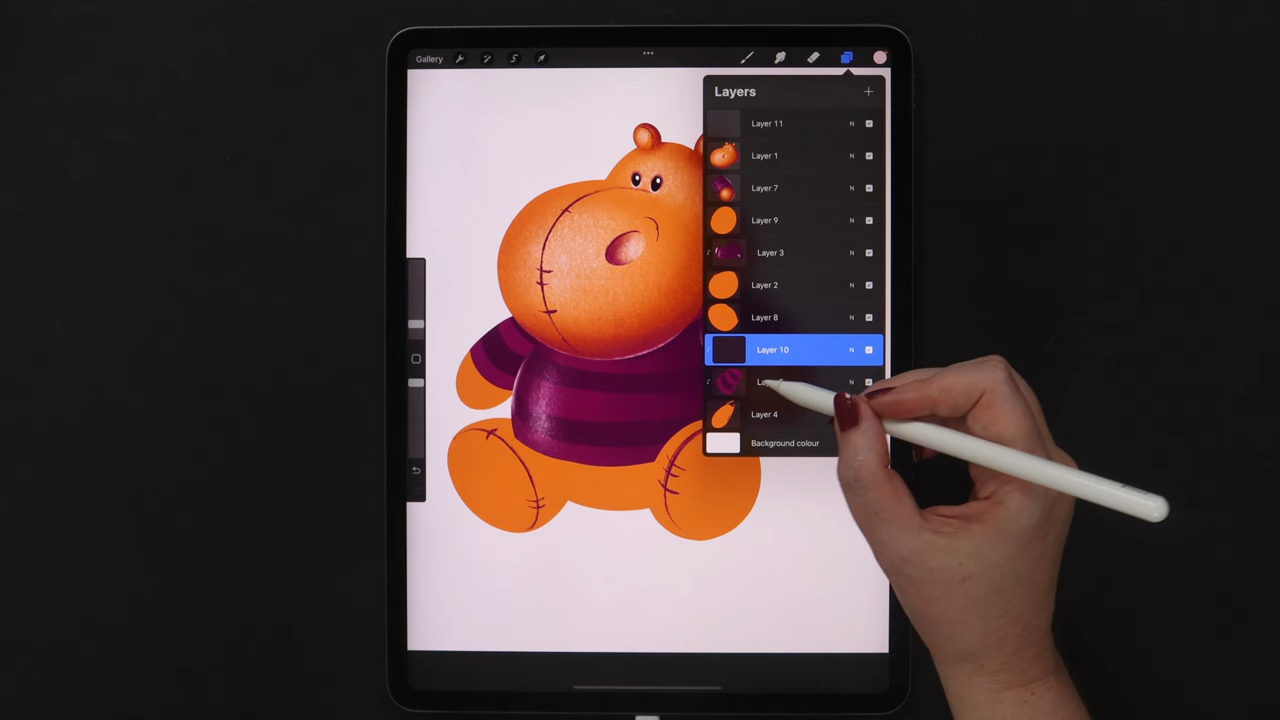 Gallery
Layers
Layer 11
N
Layer 1
N
Layer 7
N
Layer 9
N
Layer 3
N
Layer 2
N
Layer 8
N
Layer 10
N
N
Layer 4
Background colour